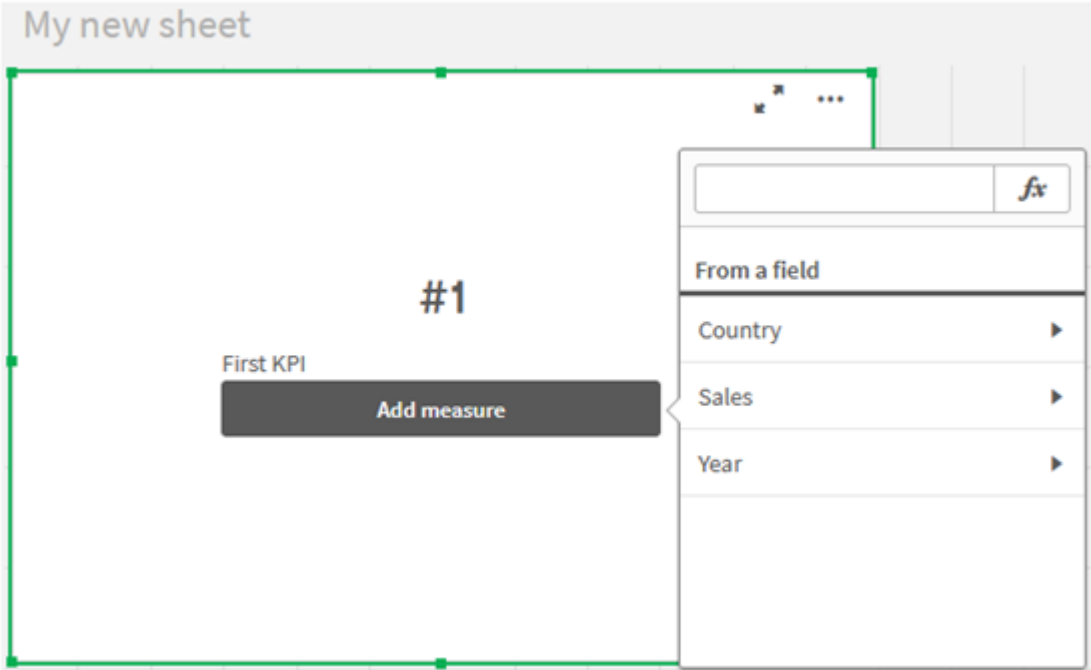 My new sheet
fx
From a field
#1
Country
First KPI
Sales
Add measure
Year